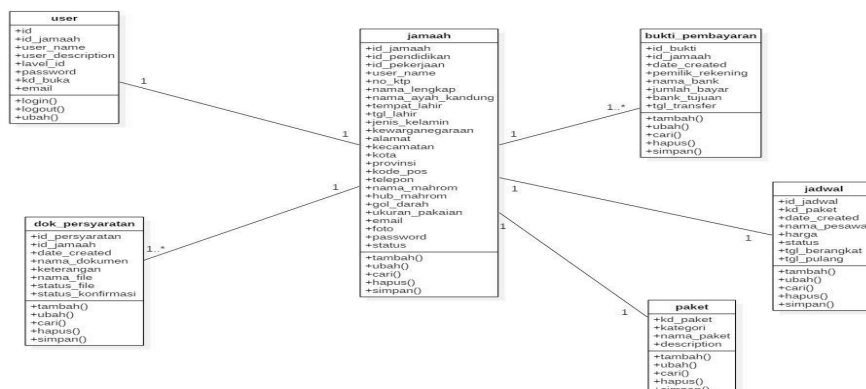 user
+id
+id_jamaah
+user_name
+user_description
+lavel_id
+password
+kd_buka
+email
+login()
+logout()
+ubah()
1
1
jamaah
+id_jamaah
+id_pendidikan
+id_pekerjaan
+user_name
+no_ktp
+nama_lengkap
+nama_ayah_kandung
+tempat_lahir
+tgl_lahir
+jenis_kelamin
+kewarganegaraan
+alamat
+kecamatan
+kota
+provinsi
+kode_pos
+telepon
+nama_mahrom
+hub_mahrom
+gol_darah
+ukuran_pakaian
+email
+foto
+password
+status
+tambah()
+ubah()
+cari()
+hapus()
+simpan()
bukti_pembayaran
+id_bukti
+id_jamaah
+date_created
+pemilik_rekening
+nama_bank
+jumlah_bayar
+bank_tujuan
+tgl_transfer
+tambah()
+ubah()
+cari()
+hapus()
+simpan()
1..*
1
dok_persyaratan
+id_persyaratan
+id_jamaah
+date_created
+nama_dokumen
+keterangan
+nama_file
+status_file
+status_konfirmasi
+tambah()
+ubah()
+cari()
+hapus()
+simpan()
1..*
1
jadwal
+id_jadwal
+kd_paket
+date_created
+nama_pesawa
+harga
+status
+tgl_berangkat
+tgl_pulang
+tambah()
+ubah()
+cari()
+hapus()
+simpan()
1
1
paket
+kd_paket
+kategori
+nama_paket
+description
+tambah()
+ubah()
+cari()
+hapus()
+simpan()
1
1